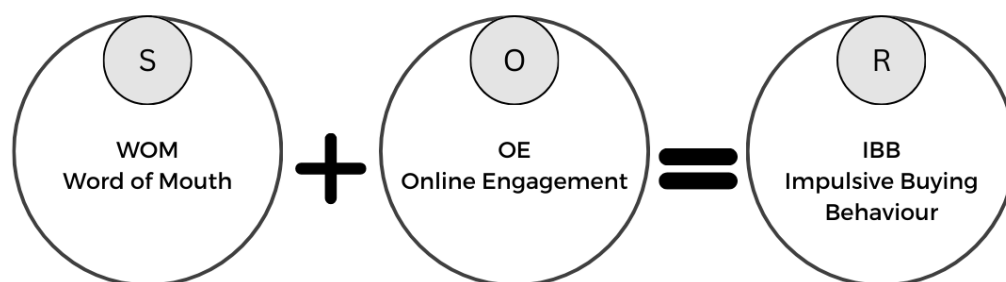 S
WOM
Word of Mouth
+
O
OE
Online Engagement
=
R
IBB
Impulsive Buying
Behaviour